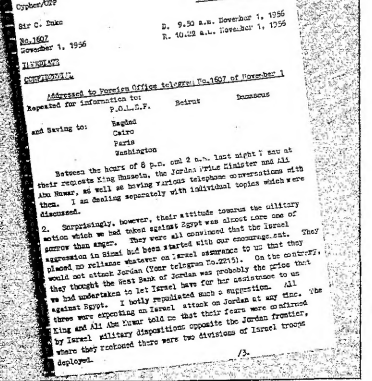 Cypher/OTP
Sir C. Duke
No.1607
November 1, 1956
D. 9.50 a.m. November 1, 1956
R. 10.22 a.m. November 1, 1956
IMMEDIATE
CONFIDENTIAL
Addressed to Foreign Office telegram No.1607 of November 1
Repeated for information to:
P.O.L.S.F. Beirut Damascus
and Saving to: Bagdad
Cairo
Paris
Washington
Between the hours of 8 p.m. and 2 a.m. last night I saw at
their requests King Hussein, the Jordan Prime Minister and Ali
Abu Nuwar, as well as having various telephone conversations with
them. I am dealing separately with individual topics which were
discussed.
2. Surprisingly, however, their attitude towards the military
action which we had taken against Egypt was almost more one of
sorrow than anger. They were all convinced that the Israel
aggression in Sinai had been started with our encouragement. They
placed no reliance whatever on Israel assurance to us that they
would not attack Jordan (Your telegram No.2215). On the contrary,
they thought the West Bank of Jordan was probably the price that
we had undertaken to let Israel have for her assistance to us
against Egypt. I hotly repudiated such a suggestion. All
three were expecting an Israel attack on Jordan at any time. The
King and Ali Abu Nuwar told me that their fears were confirmed
by Israel military dispositions opposite the Jordan frontier,
where they reckoned there were two divisions of Israel troops
deployed.
/3.